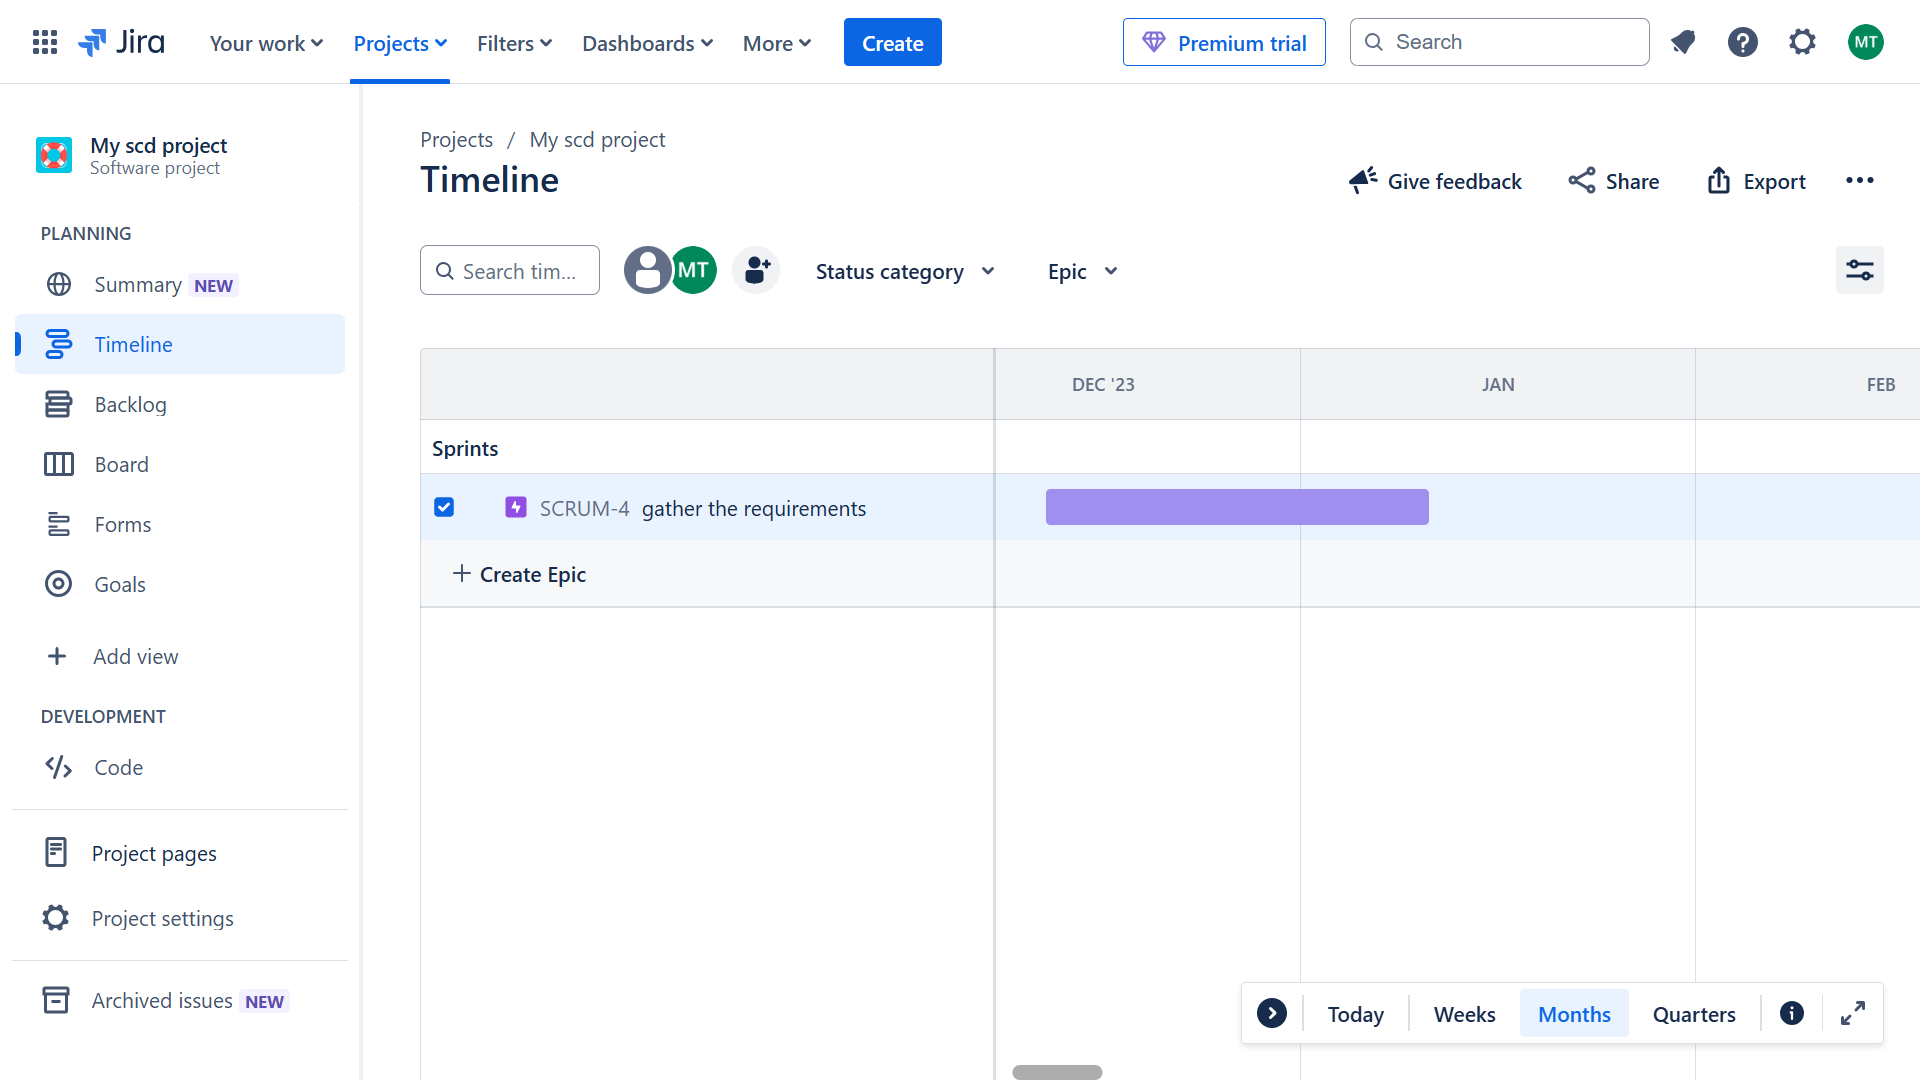 Jira
Your work
Projects
Filters
Dashboards
More
Create
Premium trial
Search
MT
My scd project
Software project
PLANNING
Summary NEW
Timeline
Backlog
Board
Forms
Goals
Add view
DEVELOPMENT
Code
Project pages
Project settings
Archived issues NEW
Projects / My scd project
Timeline
Give feedback
Share
Export
Search tim...
MT
Status category
Epic
DEC '23
JAN
FEB
Sprints
SCRUM-4 gather the requirements
Create Epic
Today
Weeks
Months
Quarters